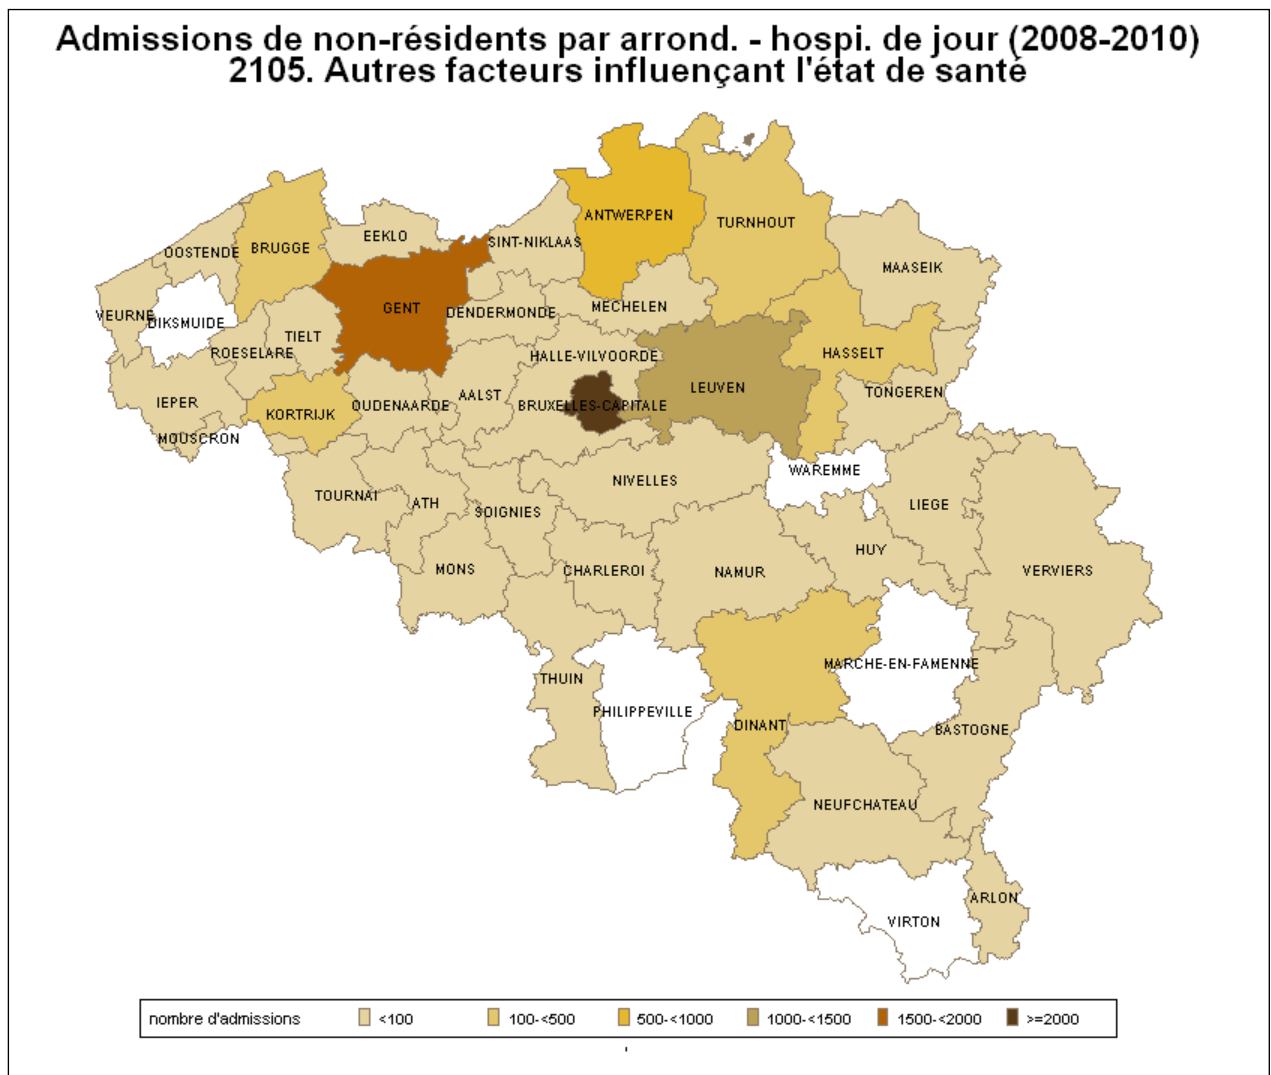 Admissions de non-résidents par arrond. - hospi. de jour (2008-2010)
2105. Autres facteurs influençant l'état de santé
ANTWERPEN
TURNHOUT
EEKLO
SINT-NIKLAAS
BRUGGE
OOSTENDE
MAASEIK
GENT
MECHELEN
DENDERMONDE
VEURNE
DIKSMUIDE
TIELT
ROESELARE
HALLE-VILVOORDE
HASSELT
LEUVEN
TONGEREN
AALST
IEPER
OUDENAARDE
BRUXELLES-CAPITALE
KORTRIJK
MOUSCRON
WAREMME
NIVELLES
TOURNAI
ATH
LIEGE
SOIGNIES
HUY
MONS
CHARLEROI
NAMUR
VERVIERS
MARCHE-EN-FAMENNE
THUIN
PHILIPPEVILLE
DINANT
BASTOGNE
NEUFCHATEAU
ARLON
VIRTON
nombre d'admissions <100 100-<500 500-<1000 1000-<1500 1500-<2000 >=2000